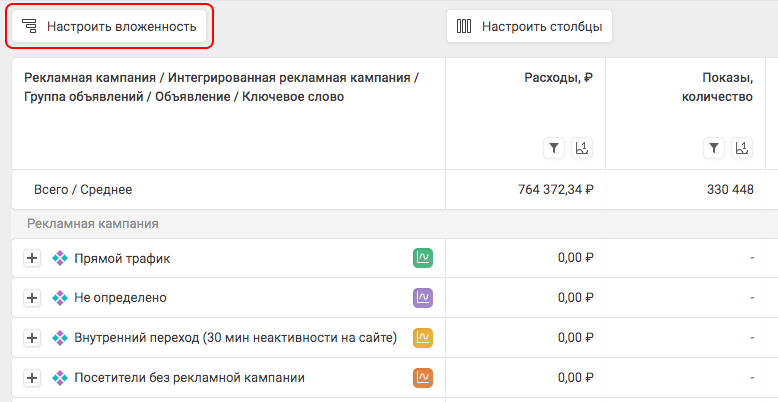 Настроить вложенность
Настроить столбцы
Рекламная кампания / Интегрированная рекламная кампания /
Группа объявлений / Объявление / Ключевое слово
Расходы, ₽
Показы,
количество
1
1
Всего / Среднее
764 372,34 ₽
330 448
Рекламная кампания
Прямой трафик
0,00 ₽
-
Не определено
0,00 ₽
-
Внутренний переход (30 мин неактивности на сайте)
0,00 ₽
-
Посетители без рекламной кампании
0,00 ₽
-